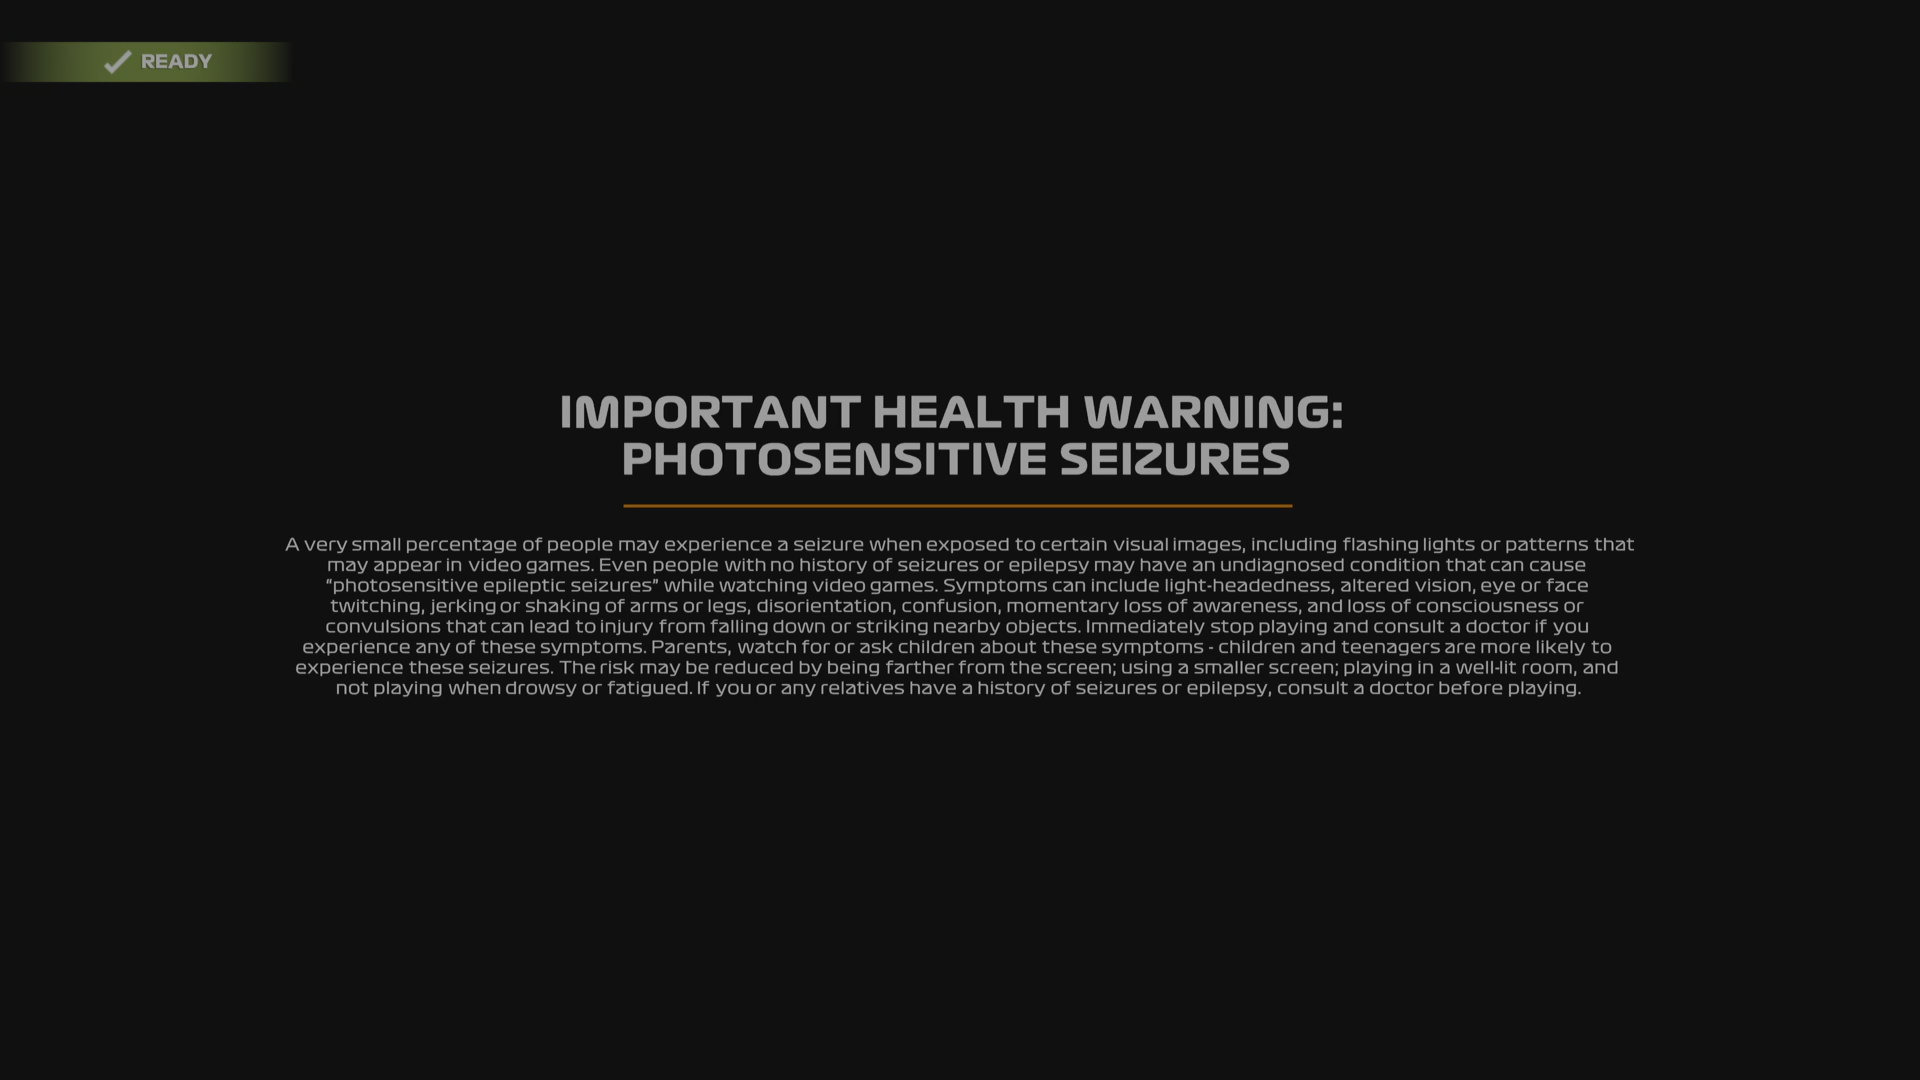 READY
IMPORTANT HEALTH WARNING:
PHOTOSENSITIVE SEIZURES
A very small percentage of people may experience a seizure when exposed to certain visual images, including flashing lights or patterns that
may appear in video games. Even people with no history of seizures or epilepsy may have an undiagnosed condition that can cause
“photosensitive epileptic seizures” while watching video games. Symptoms can include light-headedness, altered vision, eye or face
twitching, jerking or shaking of arms or legs, disorientation, confusion, momentary loss of awareness, and loss of consciousness or
convulsions that can lead to injury from falling down or striking nearby objects. Immediately stop playing and consult a doctor if you
experience any of these symptoms. Parents, watch for or ask children about these symptoms - children and teenagers are more likely to
experience these seizures. The risk may be reduced by being farther from the screen; using a smaller screen; playing in a well-lit room, and
not playing when drowsy or fatigued. If you or any relatives have a history of seizures or epilepsy, consult a doctor before playing.